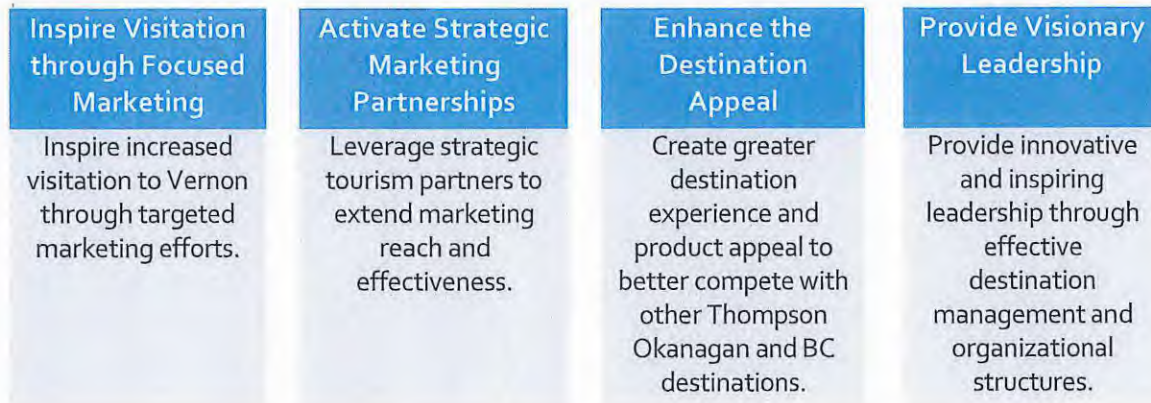 Inspire Visitation
through Focused
Marketing
Inspire increased
visitation to Vernon
through targeted
marketing efforts.
Activate Strategic
Marketing
Partnerships
Leverage strategic
tourism partners to
extend marketing
reach and
effectiveness.
Enhance the
Destination
Appeal
Create greater
destination
experience and
product appeal to
better compete with
other Thompson
Okanagan and BC
destinations.
Provide Visionary
Leadership
Provide innovative
and inspiring
leadership through
effective
destination
management and
organizational
structures.